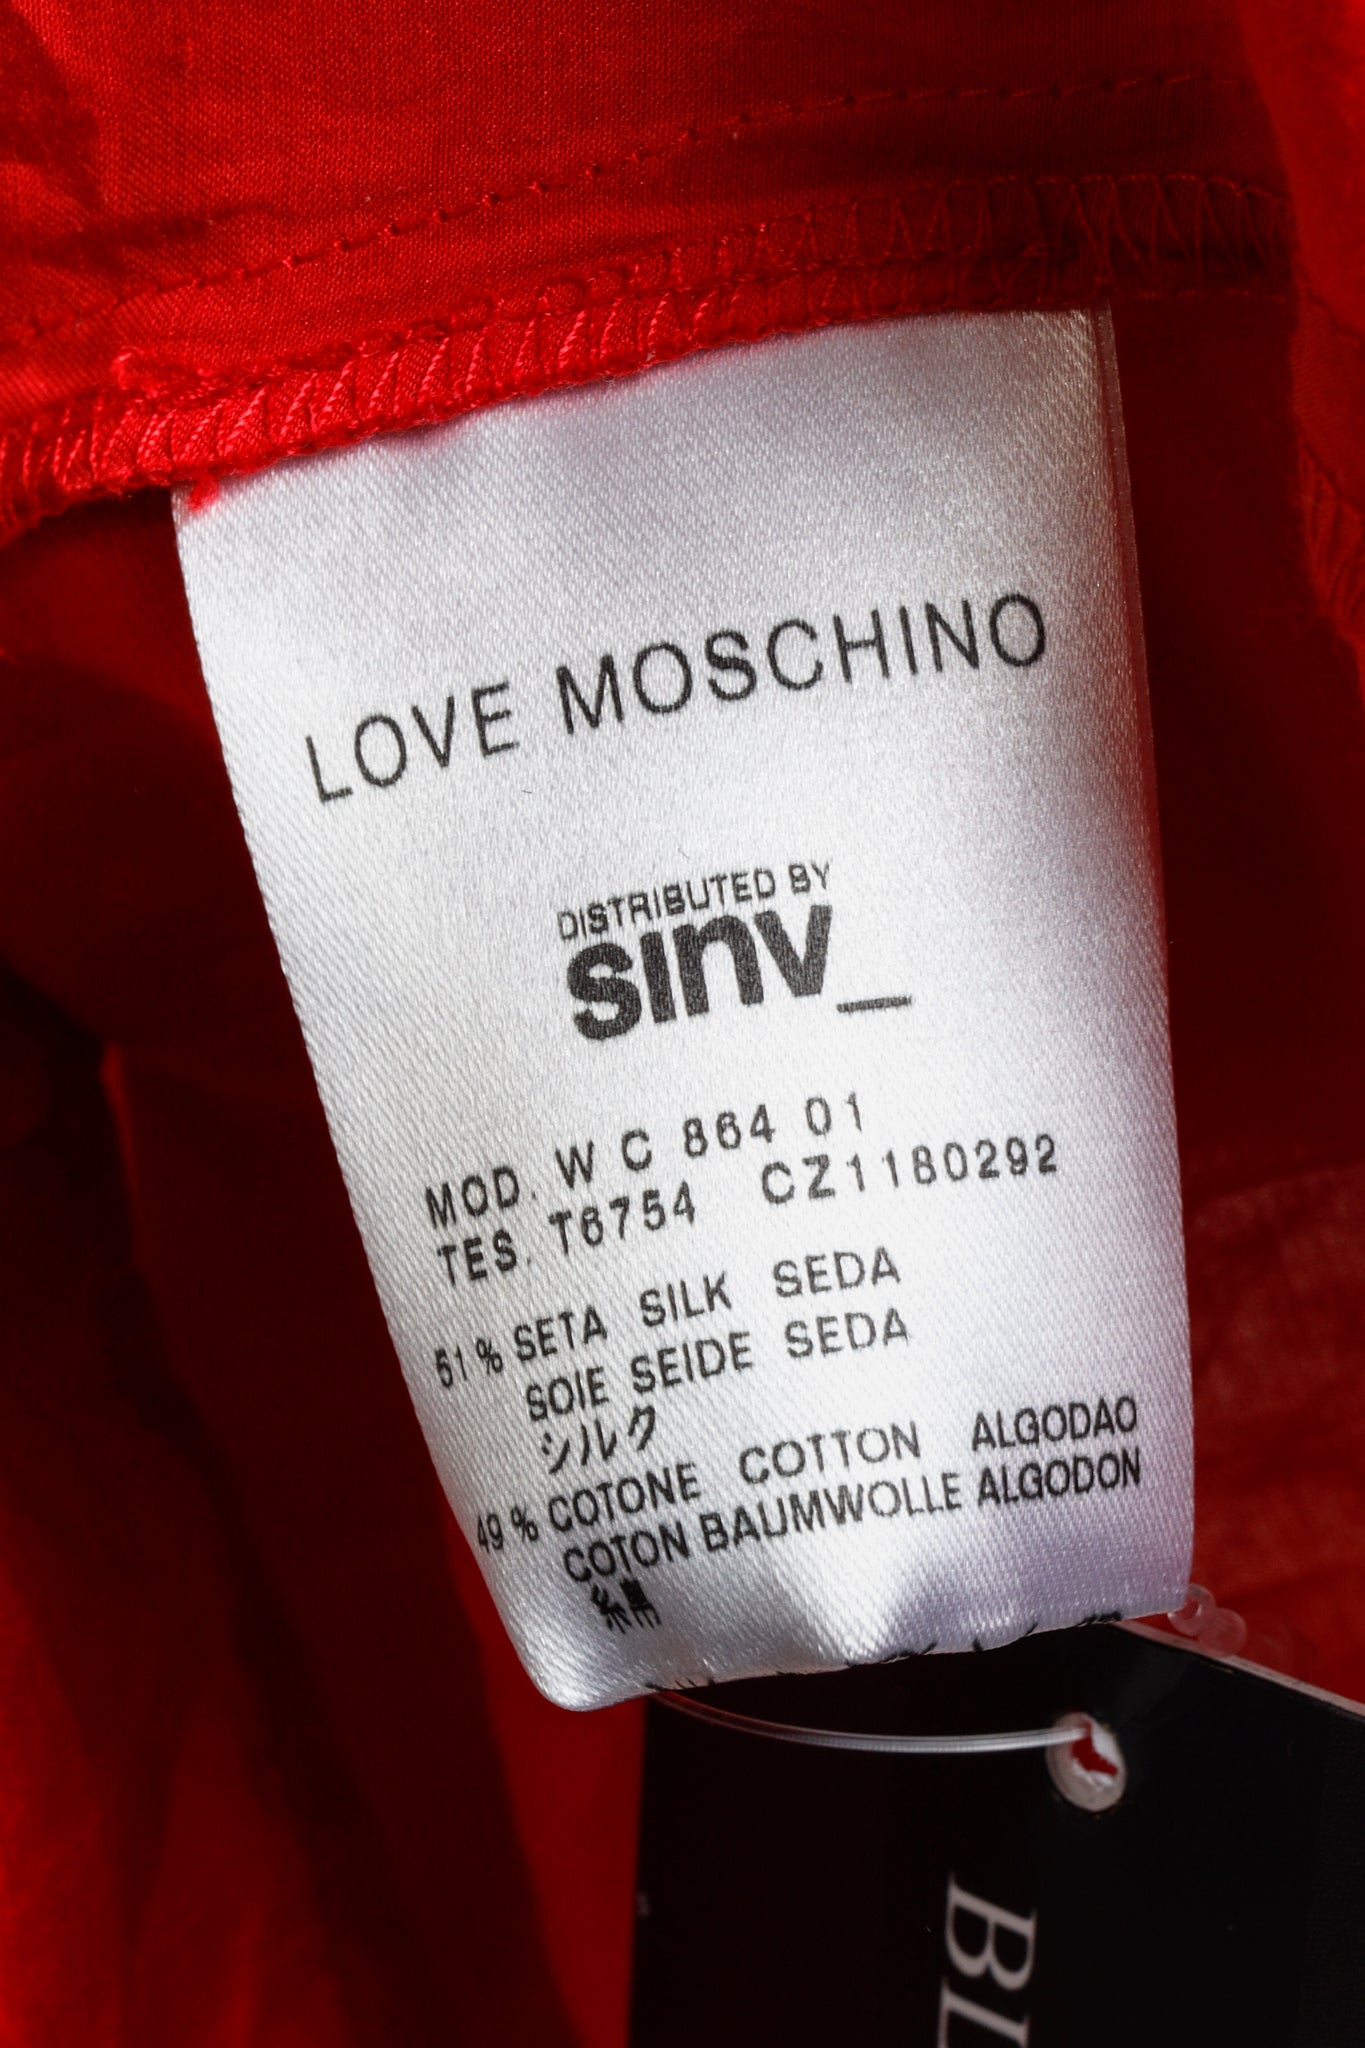 LOVE MOSCHINO
DISTRIBUTED BY
sinv_
MOD. W C 864 01
TES. T6754 CZ1180292
51% SETA SILK SEDA
SOIE SEIDE SEDA
シルク
49% COTONE COTTON ALGODAO
COTON BAUMWOLLE ALGODON
綿
BL